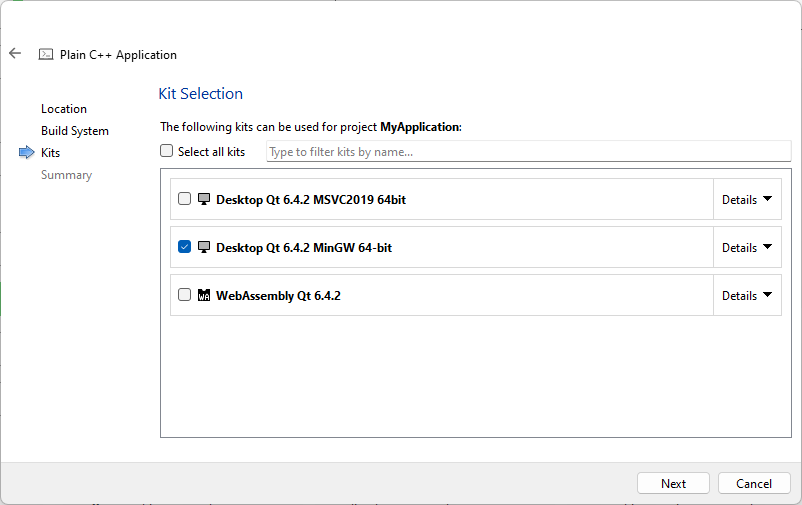 Plain C++ Application
Location
Build System
Kits
Summary
Kit Selection
The following kits can be used for project MyApplication:
Select all kits
Type to filter kits by name...
Desktop Qt 6.4.2 MSVC2019 64bit
Details
Desktop Qt 6.4.2 MinGW 64-bit
Details
WebAssembly Qt 6.4.2
Details
Next
Cancel